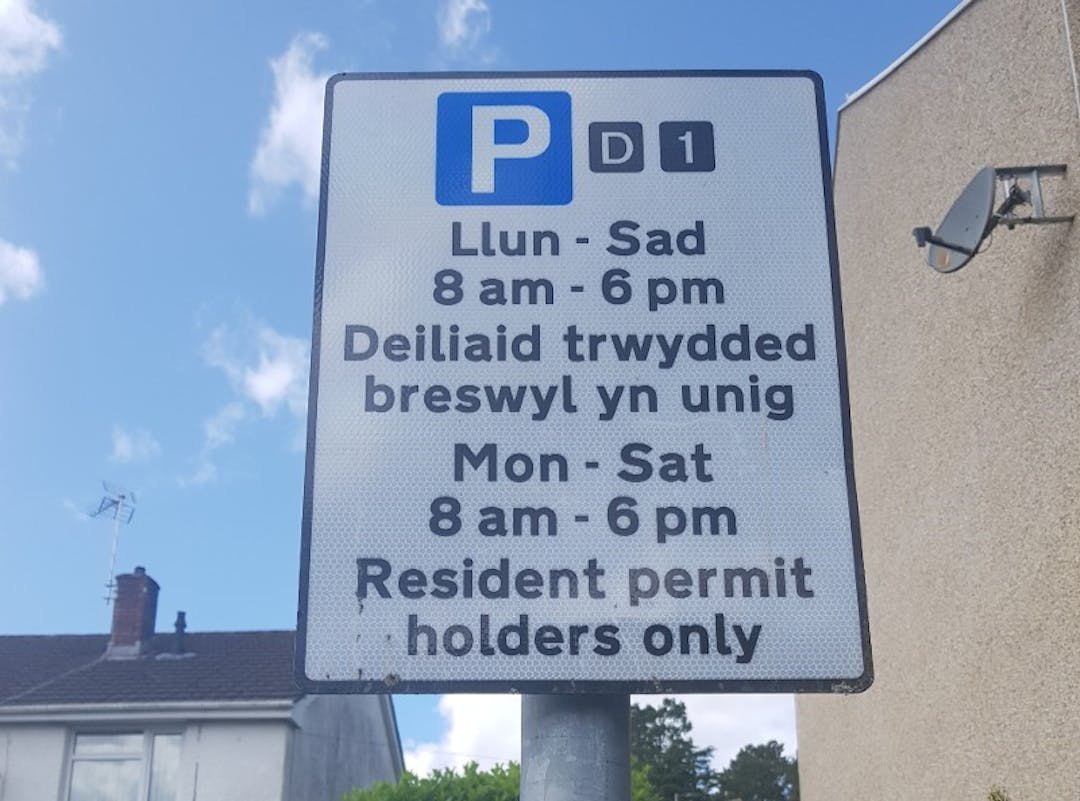 P D 1
Llun - Sad
8 am - 6 pm
Deiliaid trwydded
breswyl yn unig
Mon - Sat
8 am - 6 pm
Resident permit
holders only